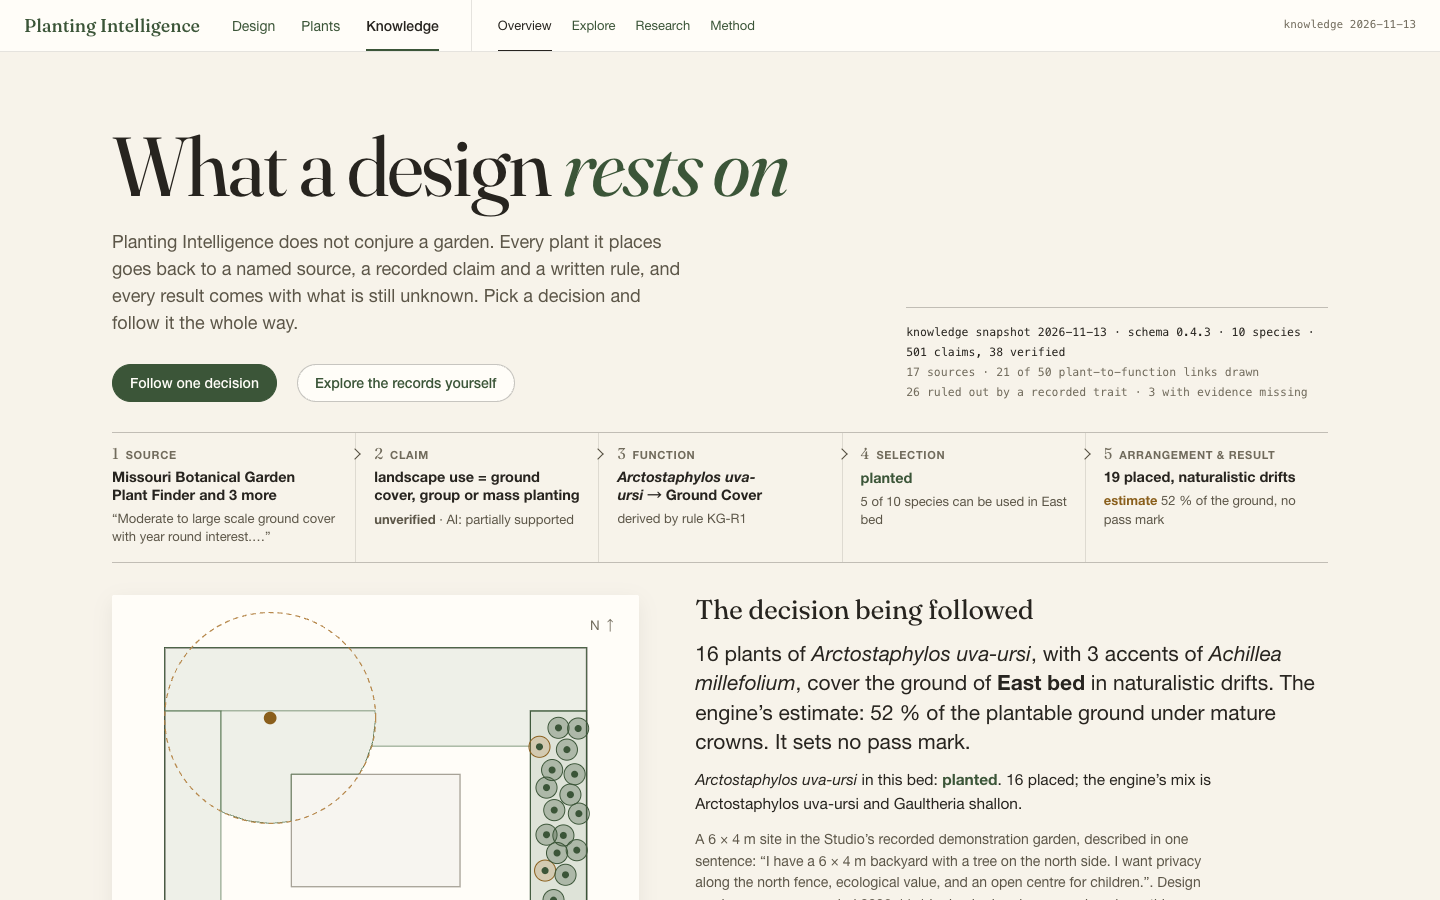 Planting Intelligence Design Plants Knowledge Overview Explore Research Method knowledge 2026-11-13
What a design rests on
Planting Intelligence does not conjure a garden. Every plant it places
goes back to a named source, a recorded claim and a written rule, and
every result comes with what is still unknown. Pick a decision and
follow it the whole way.
Follow one decision Explore the records yourself
knowledge snapshot 2026-11-13 · schema 0.4.3 · 10 species ·
501 claims, 38 verified
17 sources · 21 of 50 plant-to-function links drawn
26 ruled out by a recorded trait · 3 with evidence missing
1 SOURCE
Missouri Botanical Garden
Plant Finder and 3 more
“Moderate to large scale ground cover
with year round interest.…”
2 CLAIM
landscape use = ground
cover, group or mass planting
unverified · AI: partially supported
3 FUNCTION
Arctostaphylos uva-
ursi → Ground Cover
derived by rule KG-R1
4 SELECTION
planted
5 of 10 species can be used in East
bed
5 ARRANGEMENT & RESULT
19 placed, naturalistic drifts
estimate 52 % of the ground, no
pass mark
N ↑
The decision being followed
16 plants of Arctostaphylos uva-ursi, with 3 accents of Achillea
millefolium, cover the ground of East bed in naturalistic drifts. The
engine’s estimate: 52 % of the plantable ground under mature
crowns. It sets no pass mark.
Arctostaphylos uva-ursi in this bed: planted. 16 placed; the engine’s mix is
Arctostaphylos uva-ursi and Gaultheria shallon.
A 6 × 4 m site in the Studio’s recorded demonstration garden, described in one
sentence: “I have a 6 × 4 m backyard with a tree on the north side. I want privacy
along the north fence, ecological value, and an open centre for children.”. Design